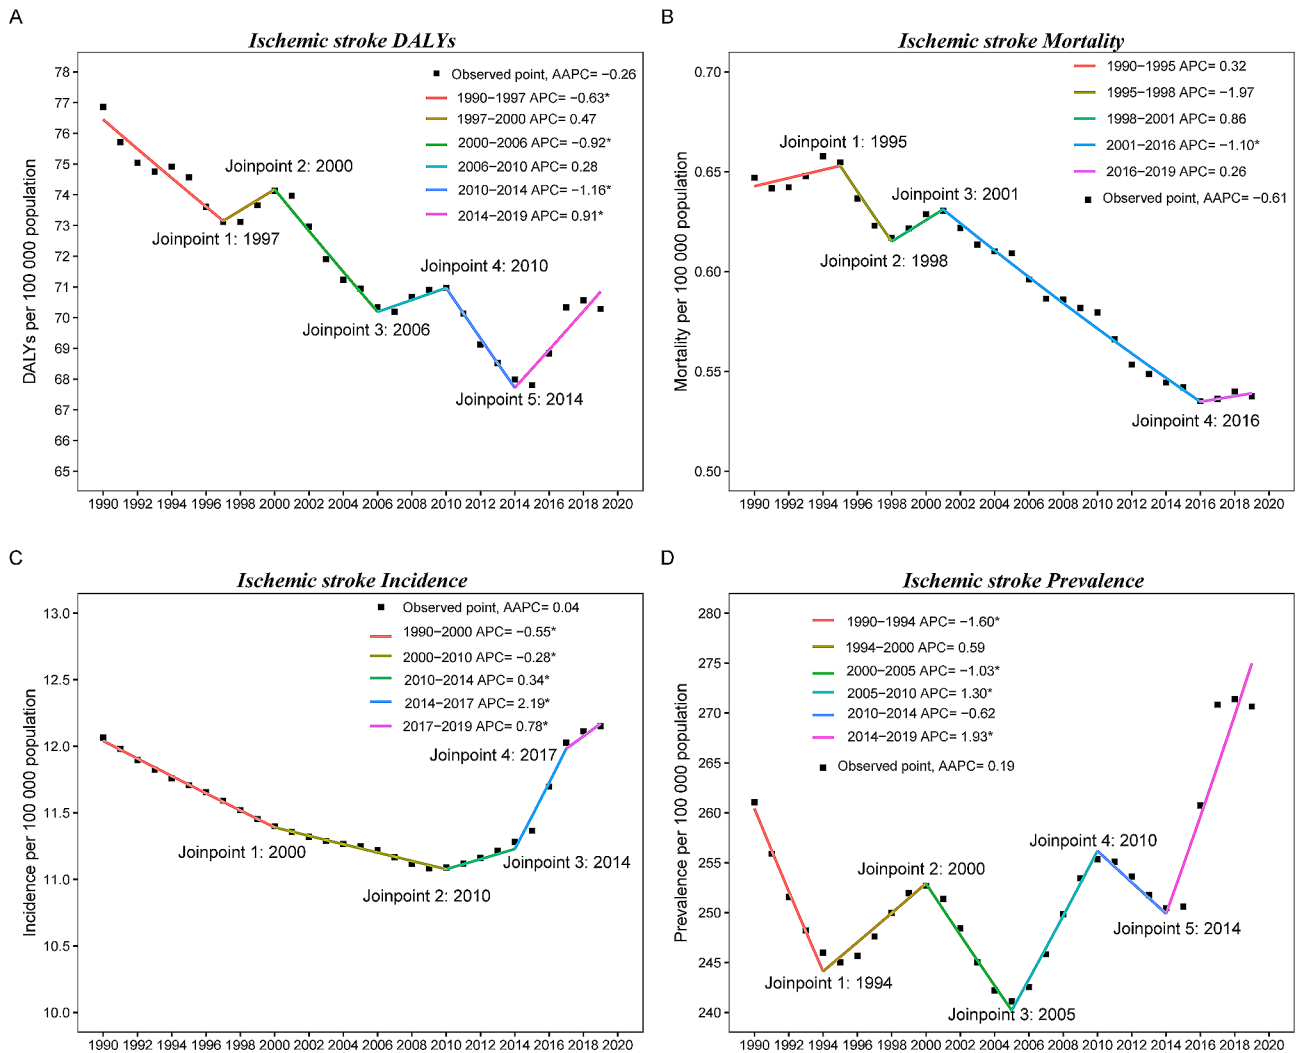 A
Ischemic stroke DALYs
DALYs per 100 000 population
78
77
76
75
74
73
72
71
70
69
68
67
66
65
Observed point, AAPC= −0.26
1990−1997 APC= −0.63*
1997−2000 APC= 0.47
2000−2006 APC= −0.92*
2006−2010 APC= 0.28
2010−2014 APC= −1.16*
2014−2019 APC= 0.91*
Joinpoint 2: 2000
Joinpoint 1: 1997
Joinpoint 4: 2010
Joinpoint 3: 2006
Joinpoint 5: 2014
1990 1992 1994 1996 1998 2000 2002 2004 2006 2008 2010 2012 2014 2016 2018 2020
B
Ischemic stroke Mortality
Mortality per 100 000 population
0.70
0.65
0.60
0.55
0.50
1990−1995 APC= 0.32
1995−1998 APC= −1.97
1998−2001 APC= 0.86
2001−2016 APC= −1.10*
2016−2019 APC= 0.26
Observed point, AAPC= −0.61
Joinpoint 1: 1995
Joinpoint 3: 2001
Joinpoint 2: 1998
Joinpoint 4: 2016
1990 1992 1994 1996 1998 2000 2002 2004 2006 2008 2010 2012 2014 2016 2018 2020
C
Ischemic stroke Incidence
Incidence per 100 000 population
13.0
12.5
12.0
11.5
11.0
10.5
10.0
Observed point, AAPC= 0.04
1990−2000 APC= −0.55*
2000−2010 APC= −0.28*
2010−2014 APC= 0.34*
2014−2017 APC= 2.19*
2017−2019 APC= 0.78*
Joinpoint 4: 2017
Joinpoint 1: 2000
Joinpoint 3: 2014
Joinpoint 2: 2010
1990 1992 1994 1996 1998 2000 2002 2004 2006 2008 2010 2012 2014 2016 2018 2020
D
Ischemic stroke Prevalence
Prevalence per 100 000 population
280
275
270
265
260
255
250
245
240
1990−1994 APC= −1.60*
1994−2000 APC= 0.59
2000−2005 APC= −1.03*
2005−2010 APC= 1.30*
2010−2014 APC= −0.62
2014−2019 APC= 1.93*
Observed point, AAPC= 0.19
Joinpoint 4: 2010
Joinpoint 2: 2000
Joinpoint 5: 2014
Joinpoint 1: 1994
Joinpoint 3: 2005
1990 1992 1994 1996 1998 2000 2002 2004 2006 2008 2010 2012 2014 2016 2018 2020